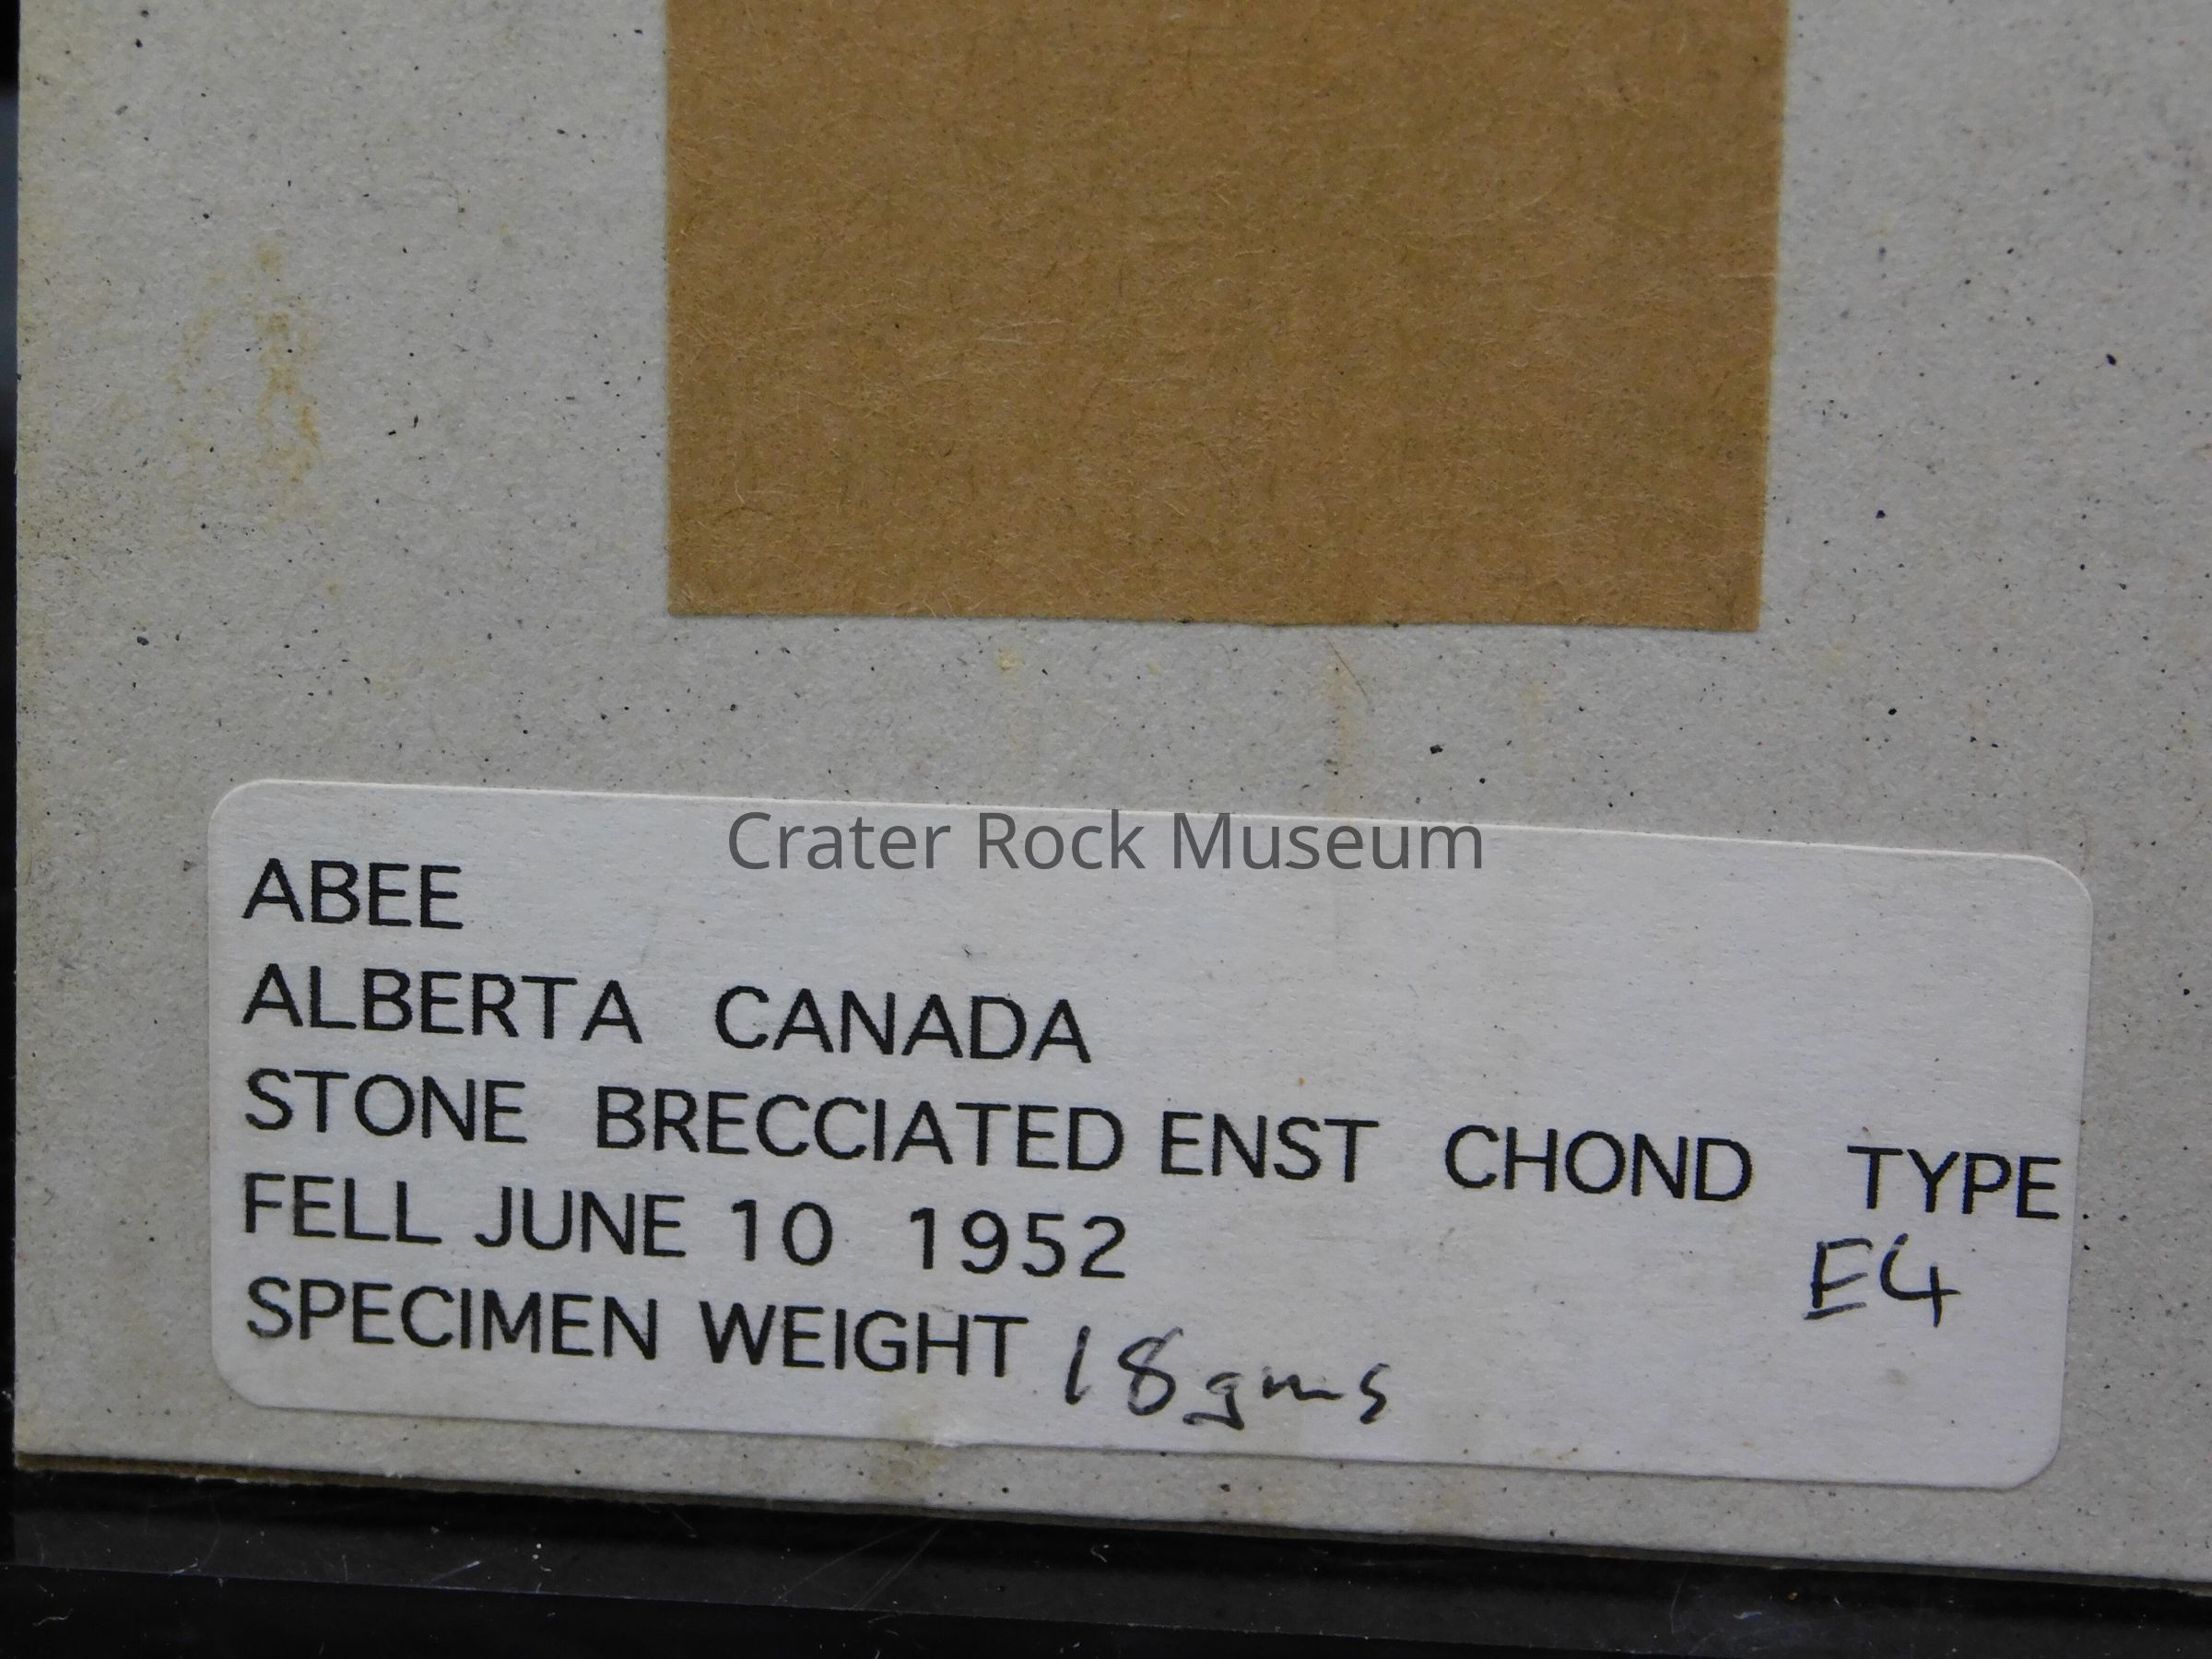 Crater Rock Museum
ABEE
ALBERTA CANADA
STONE BRECCIATED ENST CHOND TYPE
E4
FELL JUNE 10 1952
SPECIMEN WEIGHT 18gms